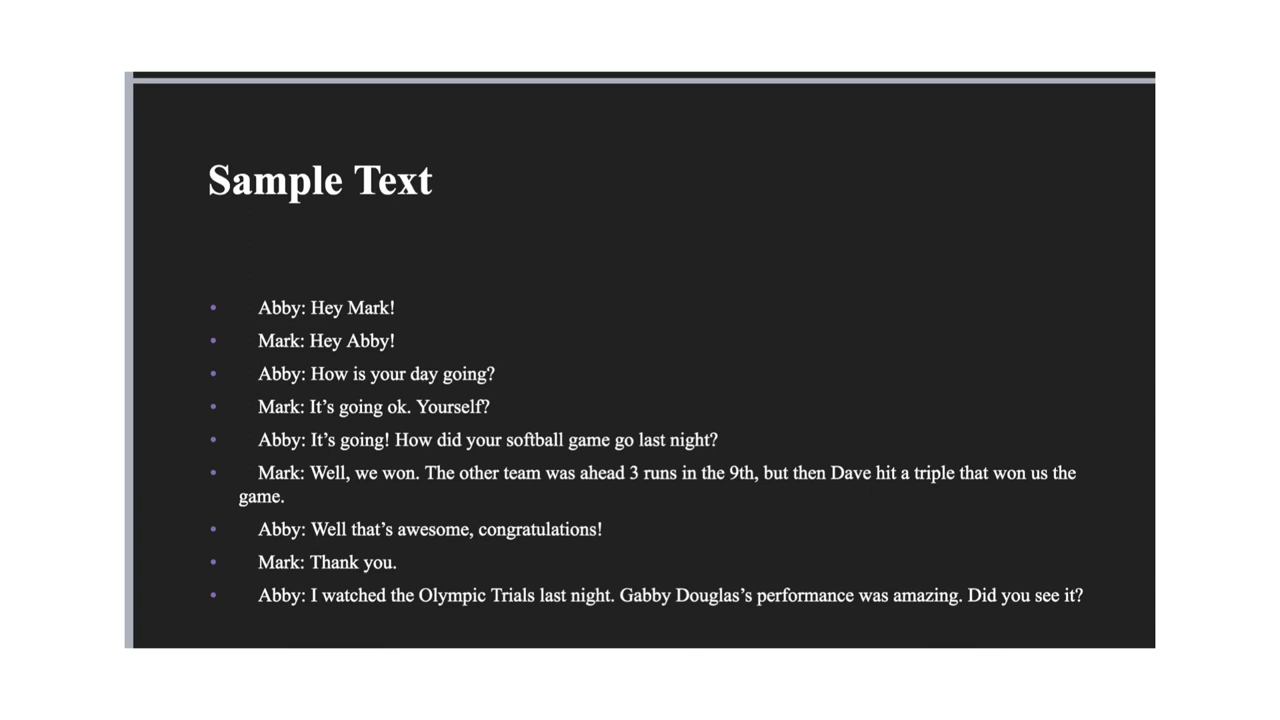 Sample Text
• Abby: Hey Mark!
• Mark: Hey Abby!
• Abby: How is your day going?
• Mark: It’s going ok. Yourself?
• Abby: It’s going! How did your softball game go last night?
• Mark: Well, we won. The other team was ahead 3 runs in the 9th, but then Dave hit a triple that won us the
game.
• Abby: Well that’s awesome, congratulations!
• Mark: Thank you.
• Abby: I watched the Olympic Trials last night. Gabby Douglas’s performance was amazing. Did you see it?